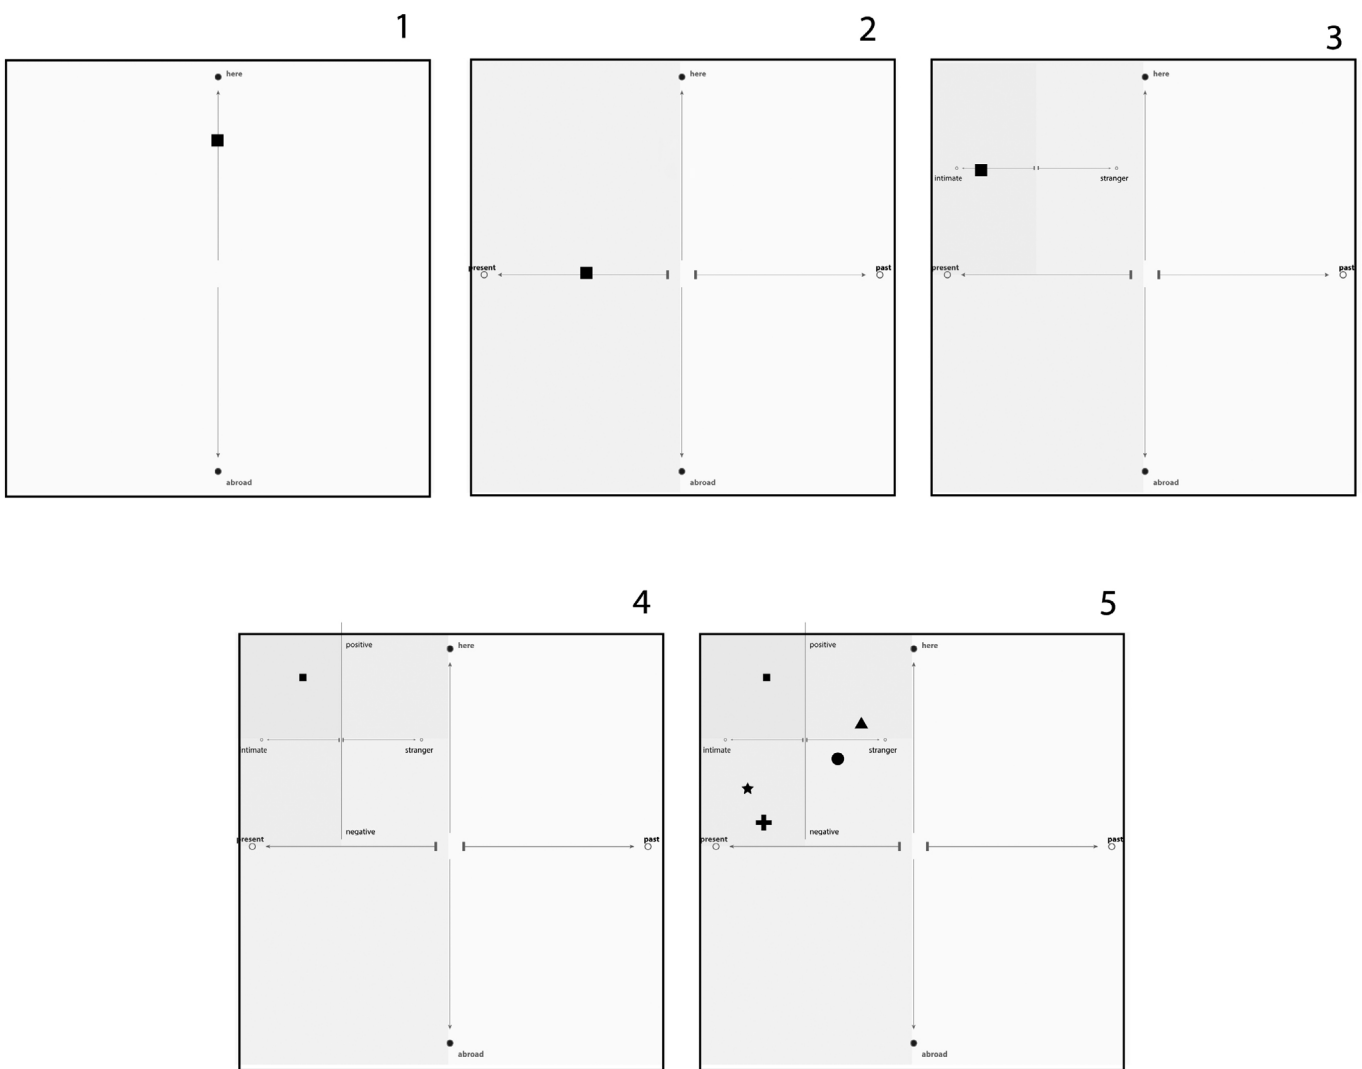 1
here
abroad
2
here
present
past
abroad
3
here
intimate
stranger
present
past
abroad
4
positive
here
intimate
stranger
negative
present
past
abroad
5
positive
here
intimate
stranger
negative
present
past
abroad